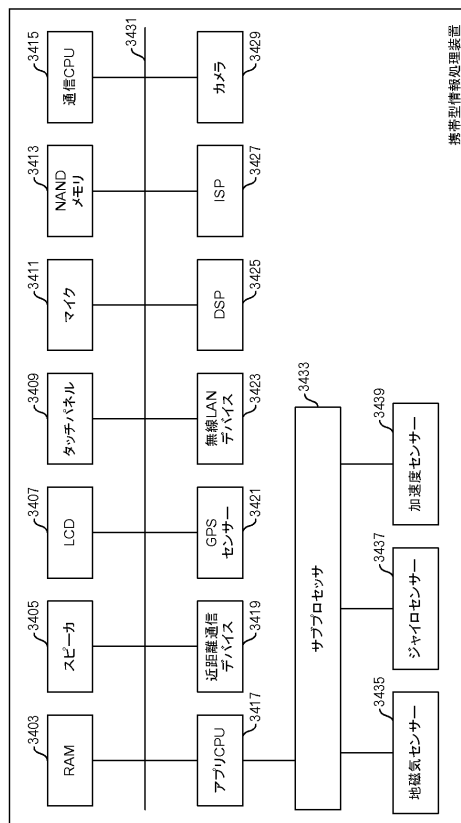 3403
RAM
3405
スピーカ
3407
LCD
3409
タッチパネル
3411
マイク
3413
NAND
メモリ
3415
通信CPU
3431
アプリCPU
3417
近距離通信
デバイス
3419
GPS
センサー
3421
無線LAN
デバイス
3423
DSP
3425
ISP
3427
カメラ
3429
サブプロセッサ
3433
地磁気センサー
3435
ジャイロセンサー
3437
加速度センサー
3439
携帯型情報処理装置